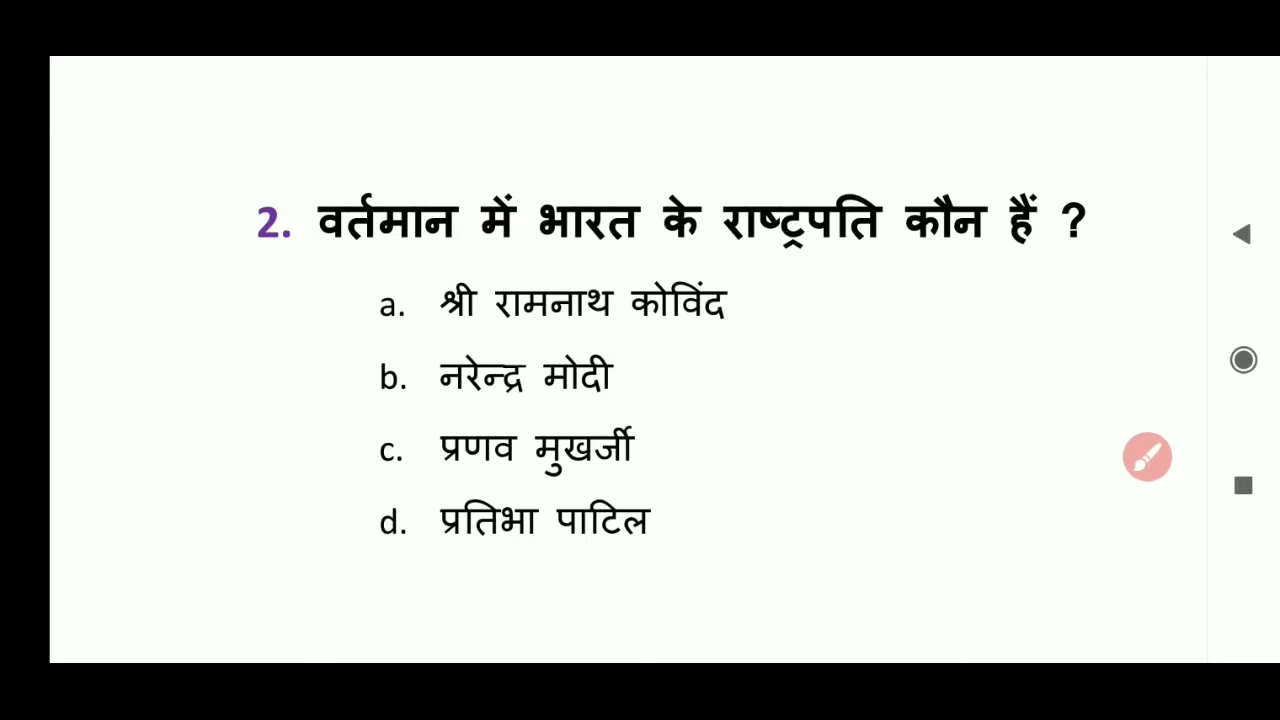 2. वर्तमान में भारत के राष्ट्रपति कौन हैं ?
a. श्री रामनाथ कोविंद
b. नरेन्द्र मोदी
c. प्रणव मुखर्जी
d. प्रतिभा पाटिल